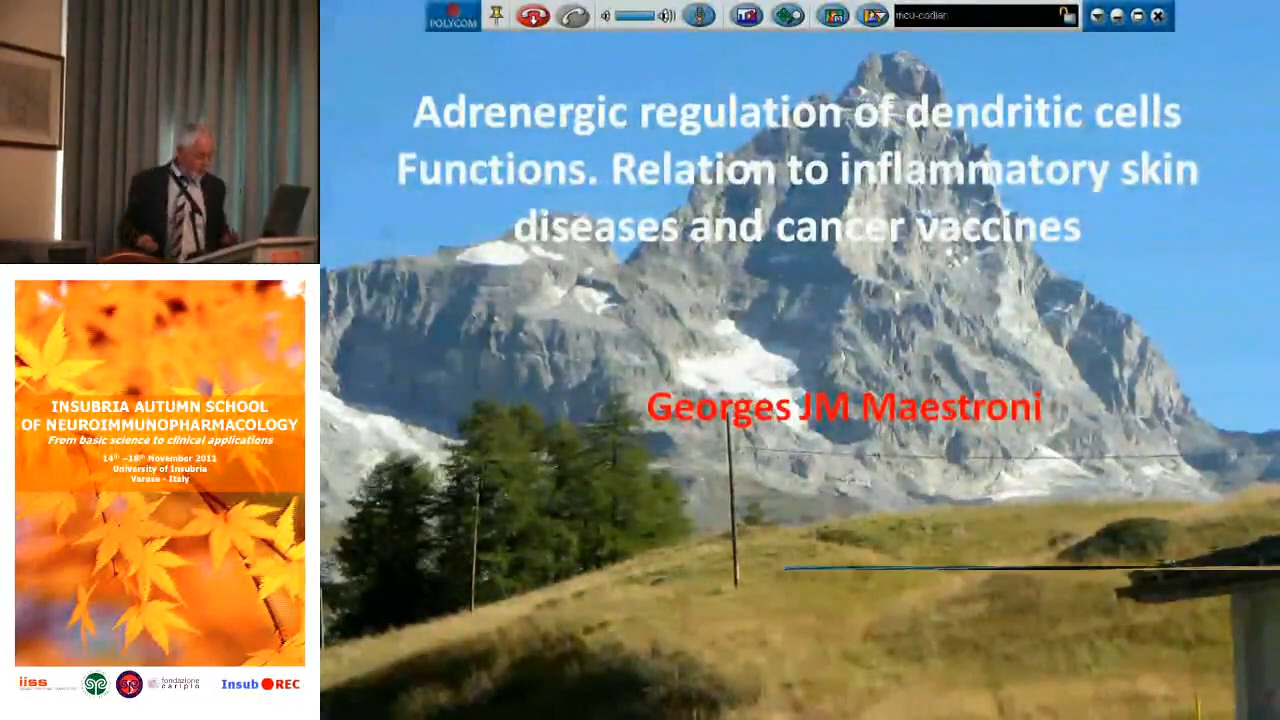 POLYCOM
mcu-codian
Adrenergic regulation of dendritic cells
Functions. Relation to inflammatory skin
diseases and cancer vaccines
Georges JM Maestroni
INSUBRIA AUTUMN SCHOOL
OF NEUROIMMUNOPHARMACOLOGY
From basic science to clinical applications
14th -18th November 2011
University of Insubria
Varese - Italy
iiss
fondazione
cariplo
Insub REC